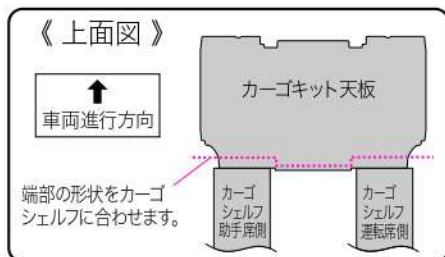 《 上面図 》
車両進行方向
カーゴキット天板
端部の形状をカーゴ
シェルフに合わせます。
カーゴ
シェルフ
助手席側
カーゴ
シェルフ
運転席側